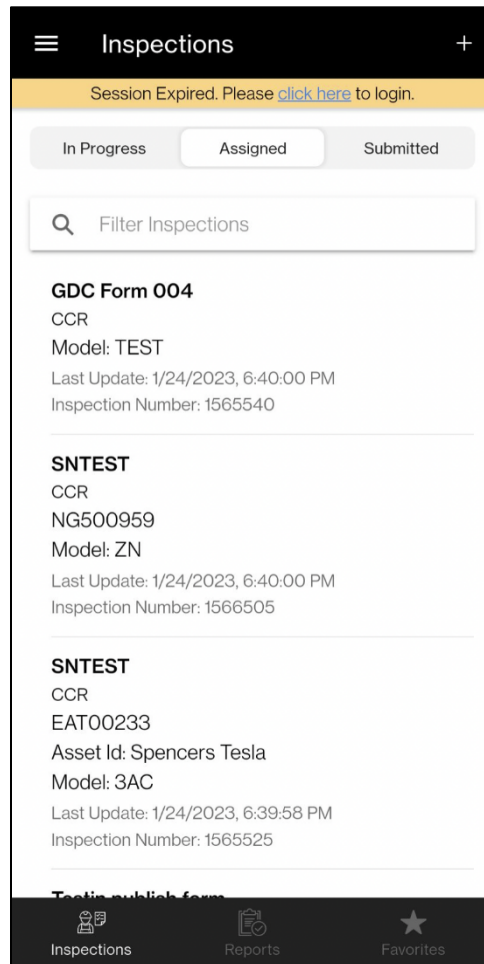 Inspections
Session Expired. Please click here to login.
In Progress Assigned Submitted
Filter Inspections
GDC Form 004
CCR
Model: TEST
Last Update: 1/24/2023, 6:40:00 PM
Inspection Number: 1565540
SNTEST
CCR
NG500959
Model: ZN
Last Update: 1/24/2023, 6:40:00 PM
Inspection Number: 1566505
SNTEST
CCR
EAT00233
Asset Id: Spencers Tesla
Model: 3AC
Last Update: 1/24/2023, 6:39:58 PM
Inspection Number: 1565525
Testin publish form
Inspections Reports Favorites